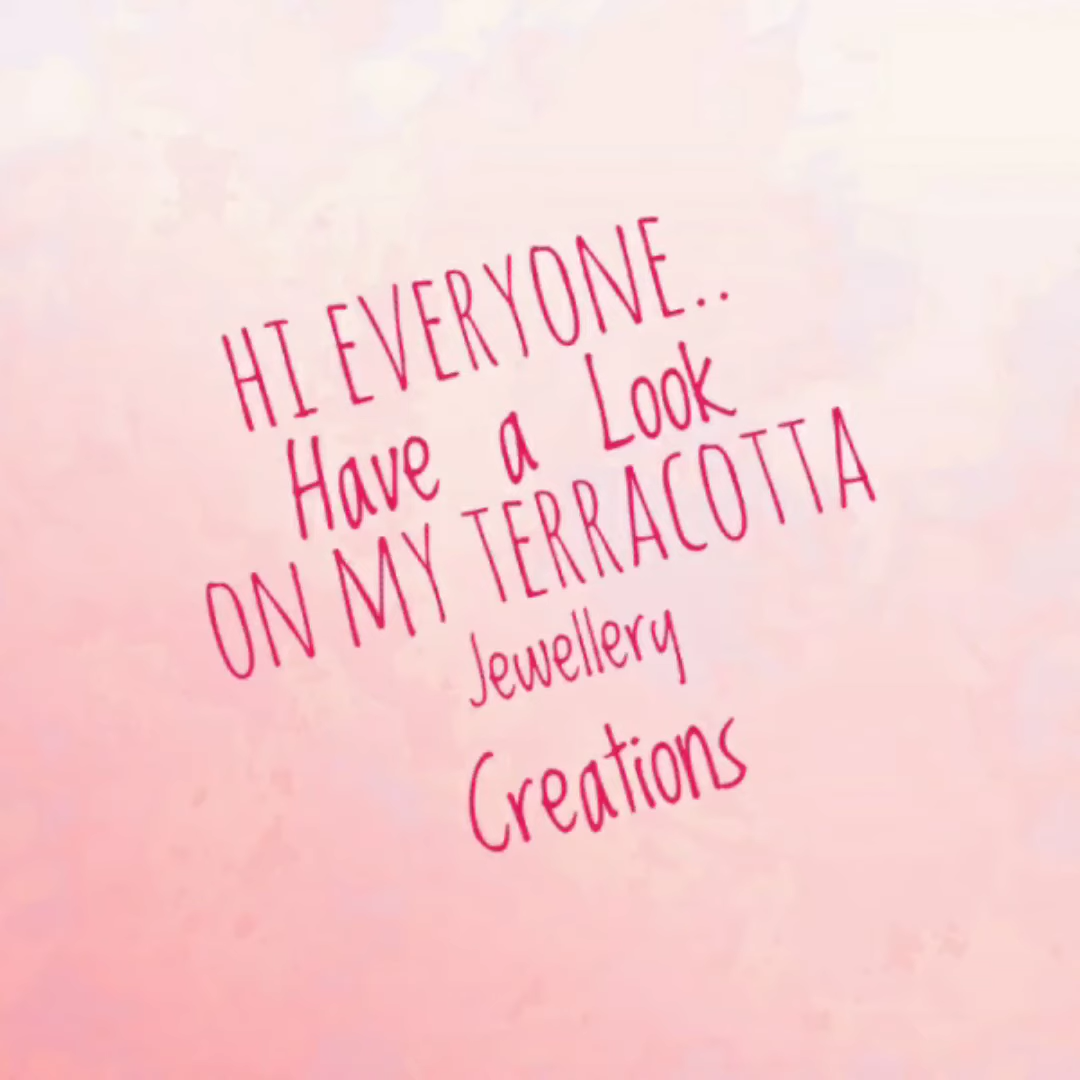 HI EVERYONE..
Have a Look
ON MY TERRACOTTA
Jewellery
Creations